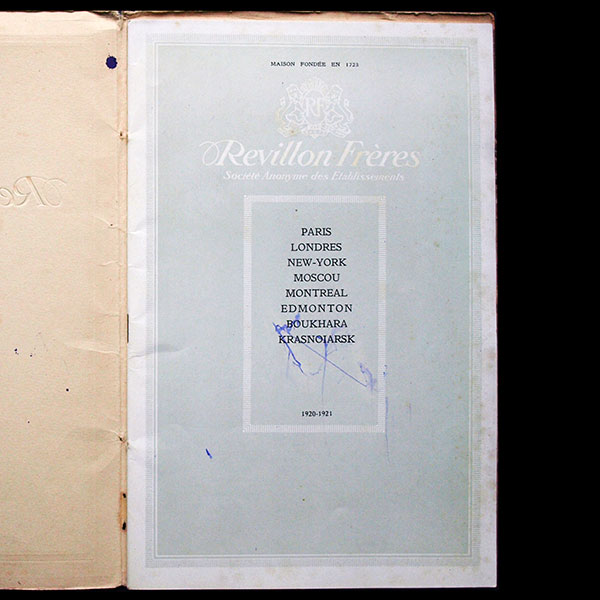 MAISON FONDÉE EN 1723
RF
Revillon Frères
Société Anonyme des Etablissements
PARIS
LONDRES
NEW-YORK
MOSCOU
MONTREAL
EDMONTON
BOUKHARA
KRASNOIARSK
1920-1921